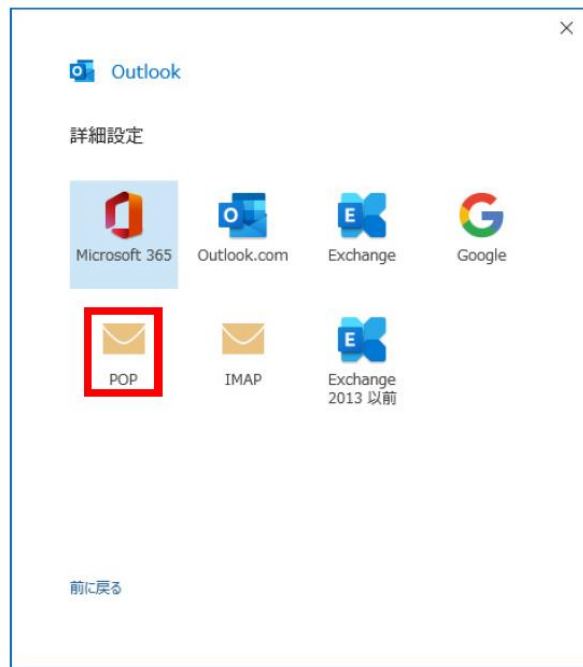 Outlook
詳細設定
Microsoft 365
Outlook.com
Exchange
Google
POP
IMAP
Exchange
2013 以前
前に戻る